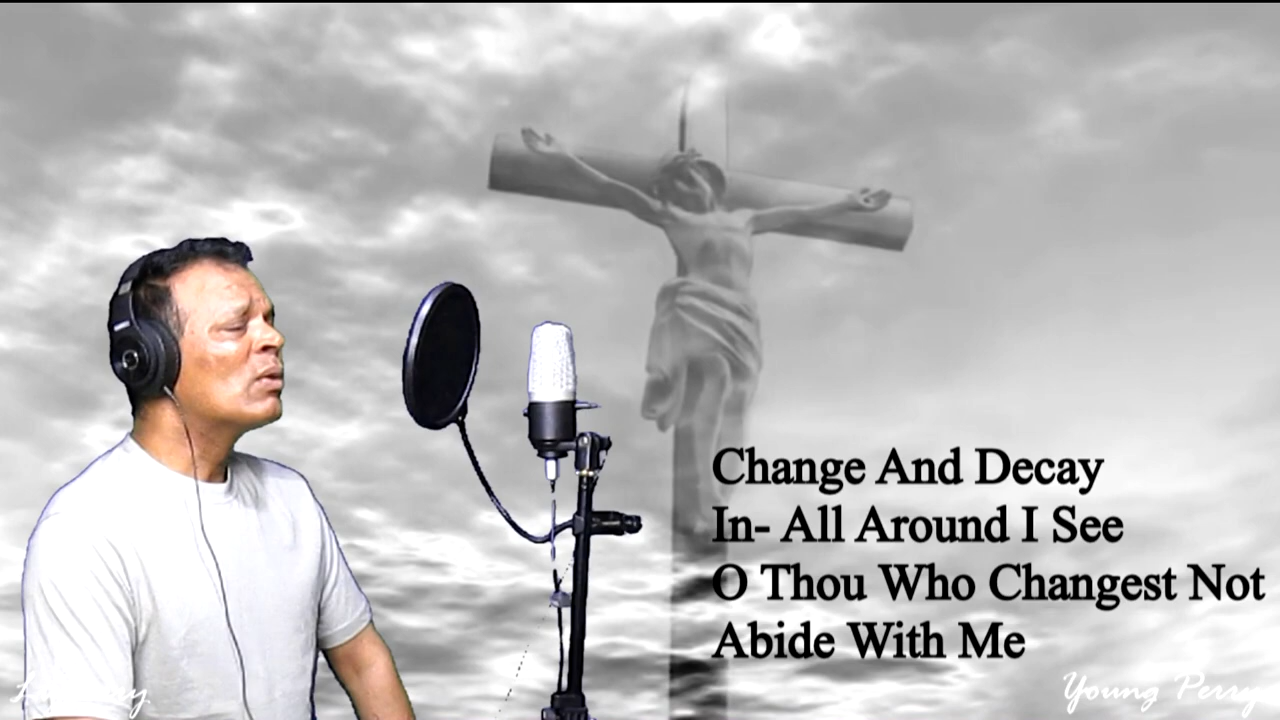 Change And Decay
In- All Around I See
O Thou Who Changest Not
Abide With Me
Young Perry